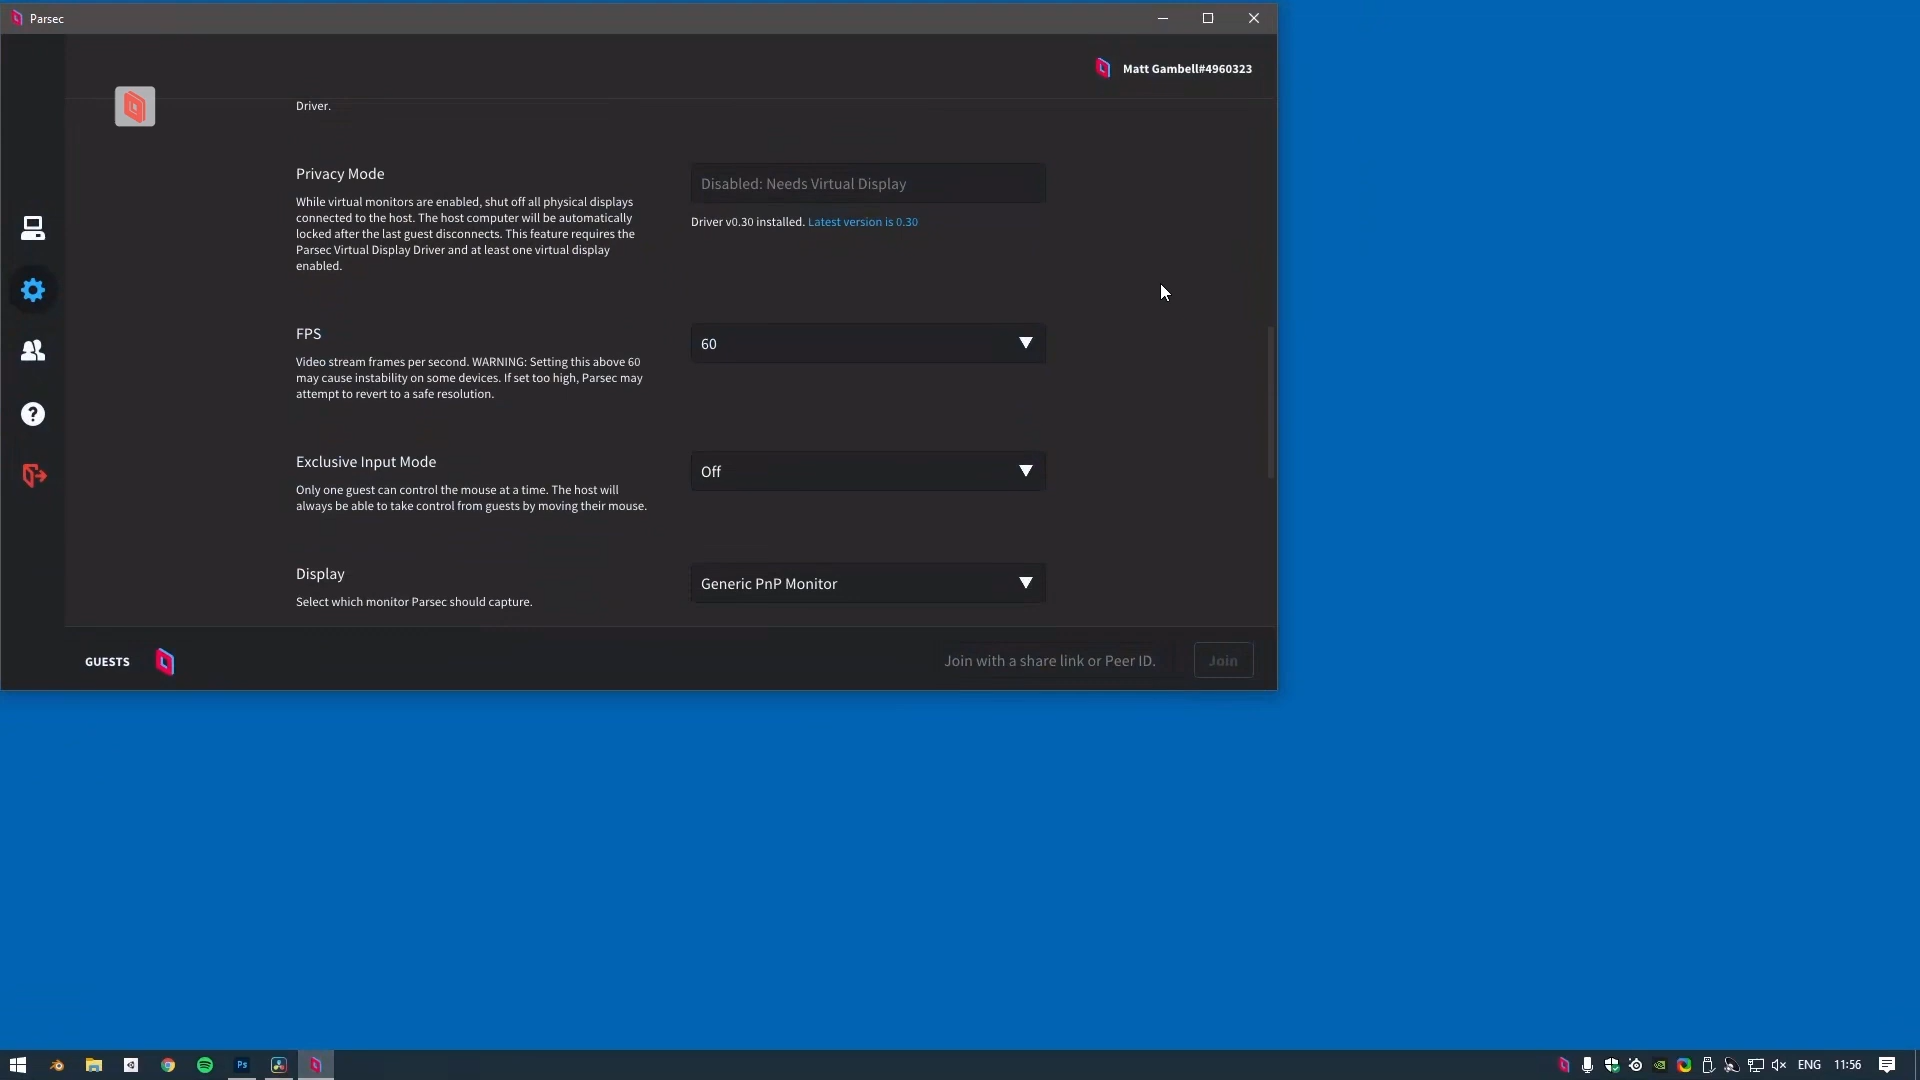 Parsec
Matt Gambell#4960323
Driver.
Privacy Mode
Disabled: Needs Virtual Display
While virtual monitors are enabled, shut off all physical displays
connected to the host. The host computer will be automatically
locked after the last guest disconnects. This feature requires the
Parsec Virtual Display Driver and at least one virtual display
enabled.
Driver v0.30 installed. Latest version is 0.30
FPS
60
Video stream frames per second. WARNING: Setting this above 60
may cause instability on some devices. If set too high, Parsec may
attempt to revert to a safe resolution.
Exclusive Input Mode
Off
Only one guest can control the mouse at a time. The host will
always be able to take control from guests by moving their mouse.
Display
Generic PnP Monitor
Select which monitor Parsec should capture.
GUESTS
Join with a share link or Peer ID.
Join
Ps
ENG
11:56